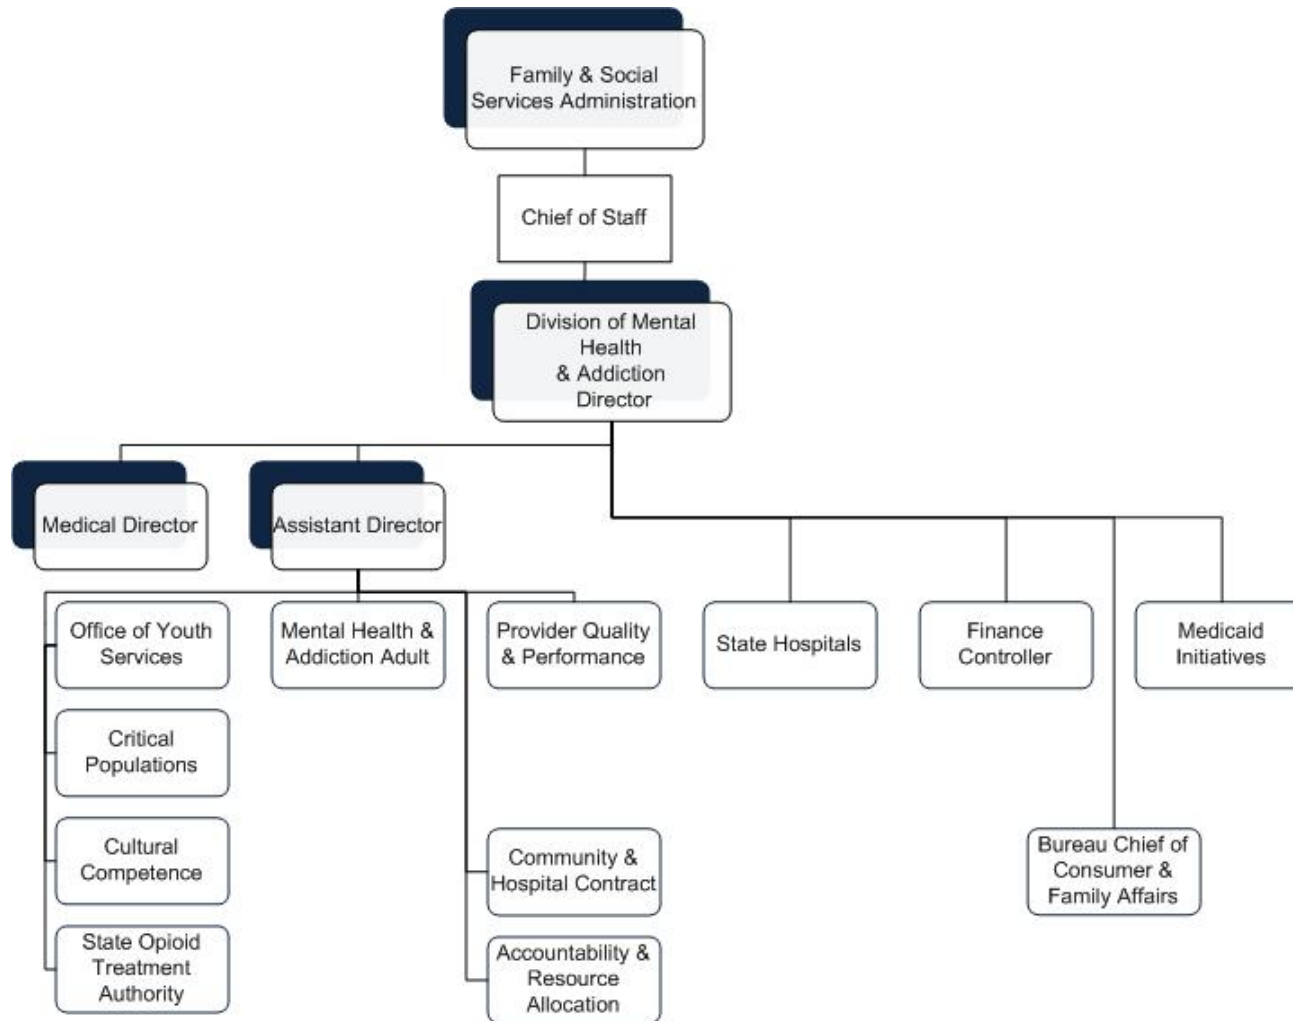 Family & Social
Services Administration
Chief of Staff
Division of Mental
Health
& Addiction
Director
Medical Director
Assistant Director
Office of Youth
Services
Mental Health &
Addiction Adult
Provider Quality
& Performance
State Hospitals
Finance
Controller
Medicaid
Initiatives
Critical
Populations
Cultural
Competence
Community &
Hospital Contract
Bureau Chief of
Consumer &
Family Affairs
State Opioid
Treatment
Authority
Accountability &
Resource
Allocation